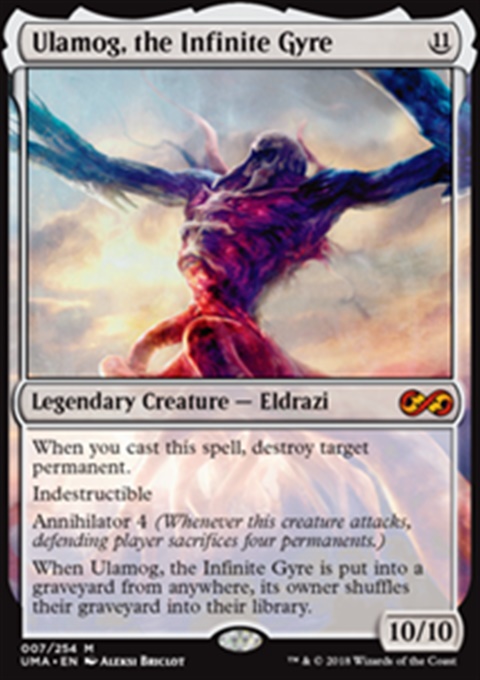 Ulamog, the Infinite Gyre 11
Legendary Creature — Eldrazi
When you cast this spell, destroy target
permanent.
Indestructible
Annihilator 4 (Whenever this creature attacks,
defending player sacrifices four permanents.)
When Ulamog, the Infinite Gyre is put into a
graveyard from anywhere, its owner shuffles
their graveyard into their library.
10/10
007/254 M
UMA • EN Aleksi Briclot
™ & © 2018 Wizards of the Coast